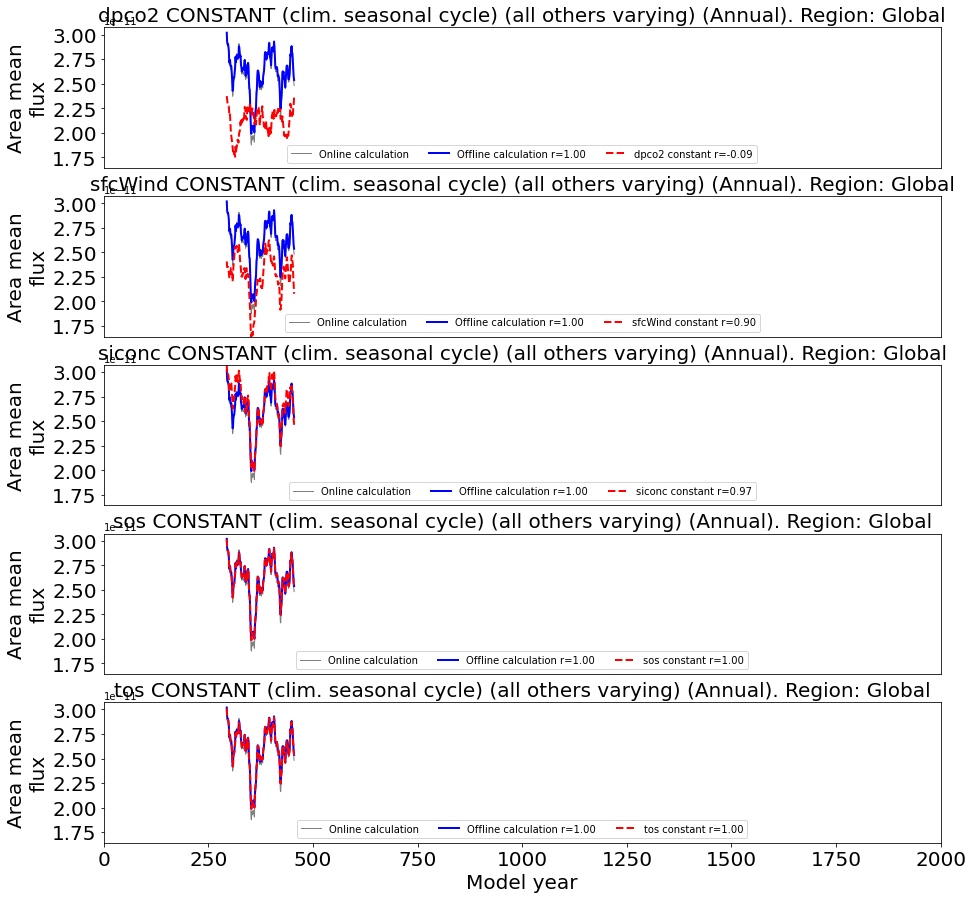 dpco2 CONSTANT (clim. seasonal cycle) (all others varying) (Annual). Region: Global
1e−11
3.00
2.75
2.50
2.25
2.00
1.75
Area mean
flux
Online calculation Offline calculation r=1.00 dpco2 constant r=-0.09
sfcWind CONSTANT (clim. seasonal cycle) (all others varying) (Annual). Region: Global
1e−11
3.00
2.75
2.50
2.25
2.00
1.75
Area mean
flux
Online calculation Offline calculation r=1.00 sfcWind constant r=0.90
siconc CONSTANT (clim. seasonal cycle) (all others varying) (Annual). Region: Global
1e−11
3.00
2.75
2.50
2.25
2.00
1.75
Area mean
flux
Online calculation Offline calculation r=1.00 siconc constant r=0.97
sos CONSTANT (clim. seasonal cycle) (all others varying) (Annual). Region: Global
1e−11
3.00
2.75
2.50
2.25
2.00
1.75
Area mean
flux
Online calculation Offline calculation r=1.00 sos constant r=1.00
tos CONSTANT (clim. seasonal cycle) (all others varying) (Annual). Region: Global
1e−11
3.00
2.75
2.50
2.25
2.00
1.75
Area mean
flux
Online calculation Offline calculation r=1.00 tos constant r=1.00
0 250 500 750 1000 1250 1500 1750 2000
Model year